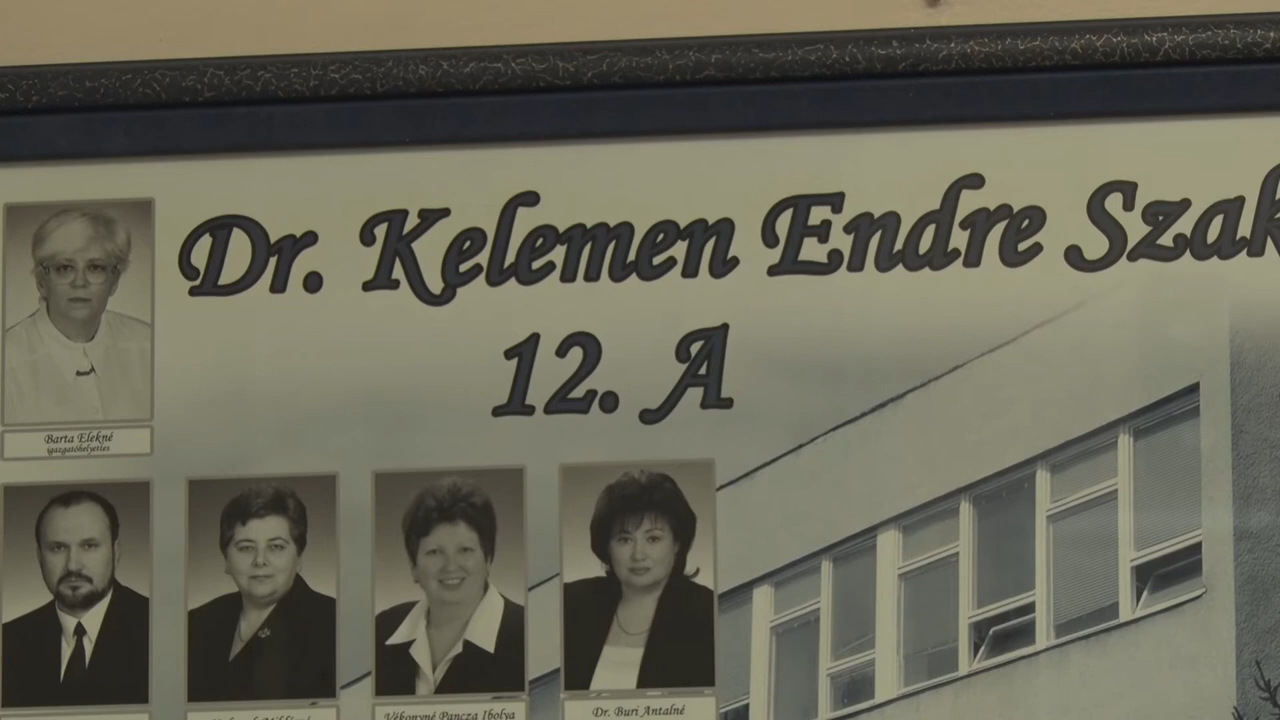 Dr. Kelemen Endre Szak
12. A
Barta Elekné
igazgatóhelyettes
Vékonyné Pancza Ibolya
Dr. Buri Antalné